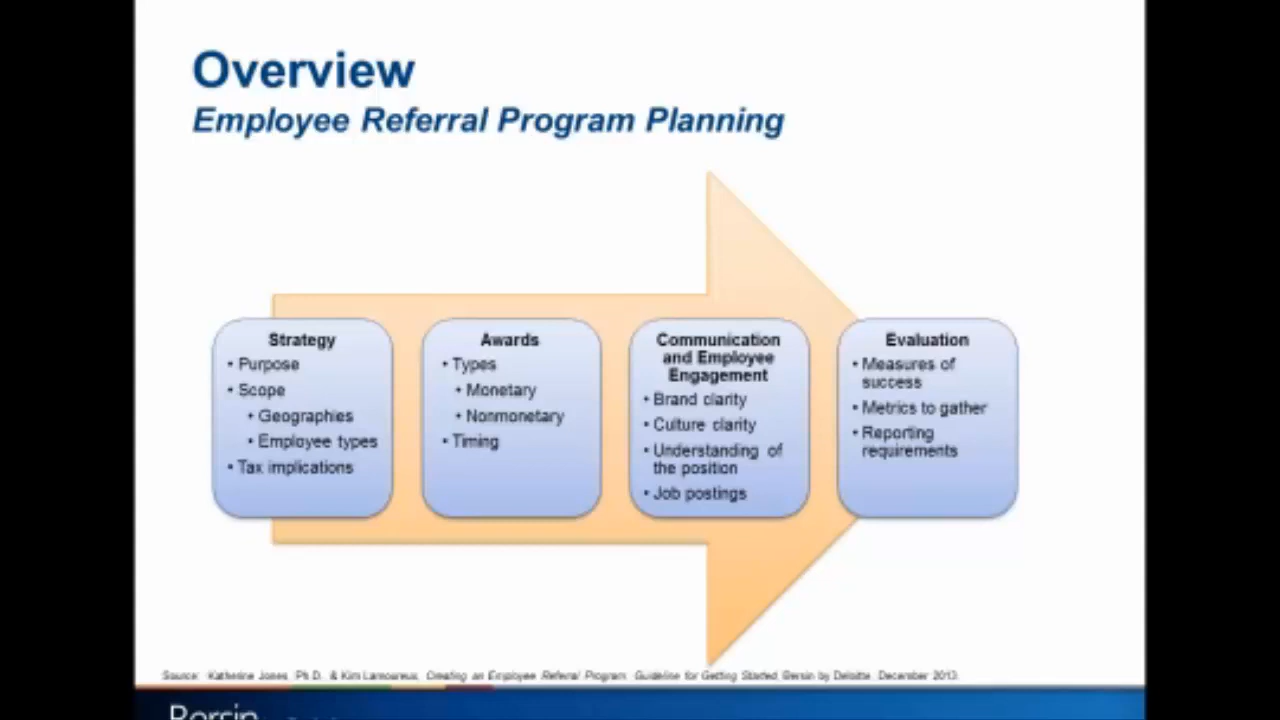 Overview
Employee Referral Program Planning
Strategy
• Purpose
• Scope
• Geographies
• Employee types
• Tax implications
Awards
• Types
• Monetary
• Nonmonetary
• Timing
Communication
and Employee
Engagement
• Brand clarity
• Culture clarity
• Understanding of
the position
• Job postings
Evaluation
• Measures of
success
• Metrics to gather
• Reporting
requirements
Source: Katherine Jones, Ph.D. & Kim Lamoureux, Creating an Employee Referral Program: Guideline for Getting Started, Bersin by Deloitte, December 2013.
Bersin